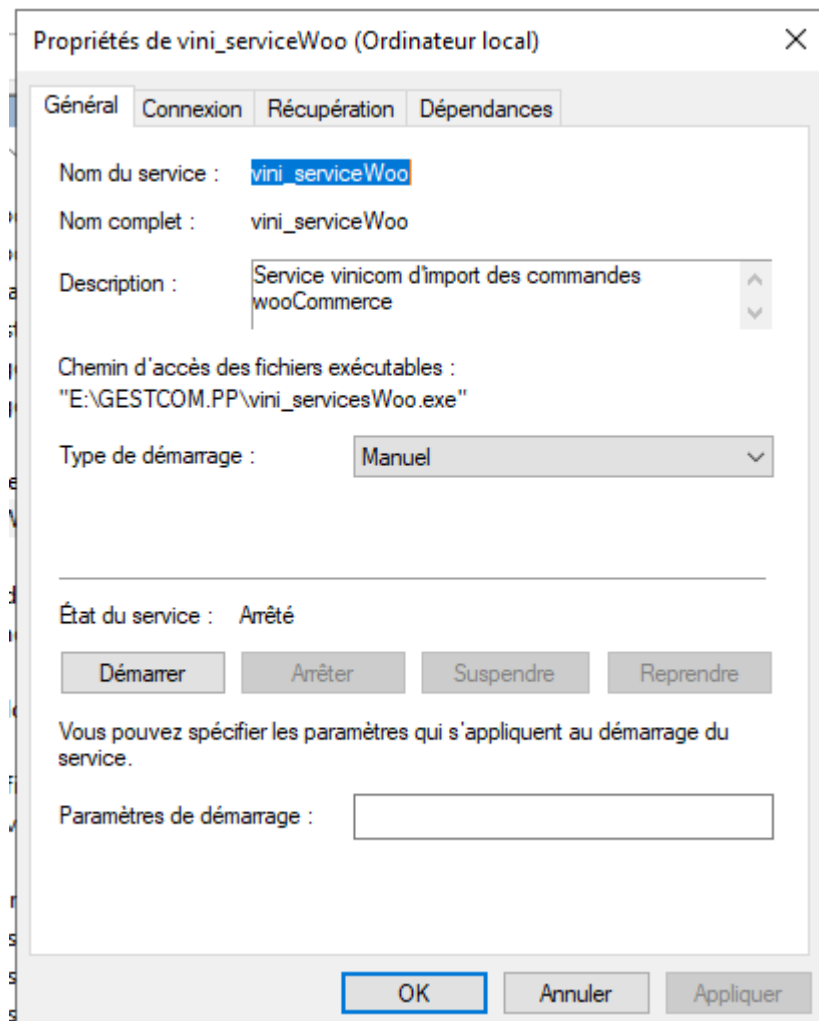 Propriétés de vini_serviceWoo (Ordinateur local)
Général Connexion Récupération Dépendances
Nom du service : vini_serviceWoo
Nom complet : vini_serviceWoo
Description : Service vinicom d'import des commandes
wooCommerce
Chemin d'accès des fichiers exécutables :
"E:\GESTCOM.PP\vini_servicesWoo.exe"
Type de démarrage : Manuel
État du service : Arrêté
Démarrer Arrêter Suspendre Reprendre
Vous pouvez spécifier les paramètres qui s'appliquent au démarrage du
service.
Paramètres de démarrage :
OK Annuler Appliquer